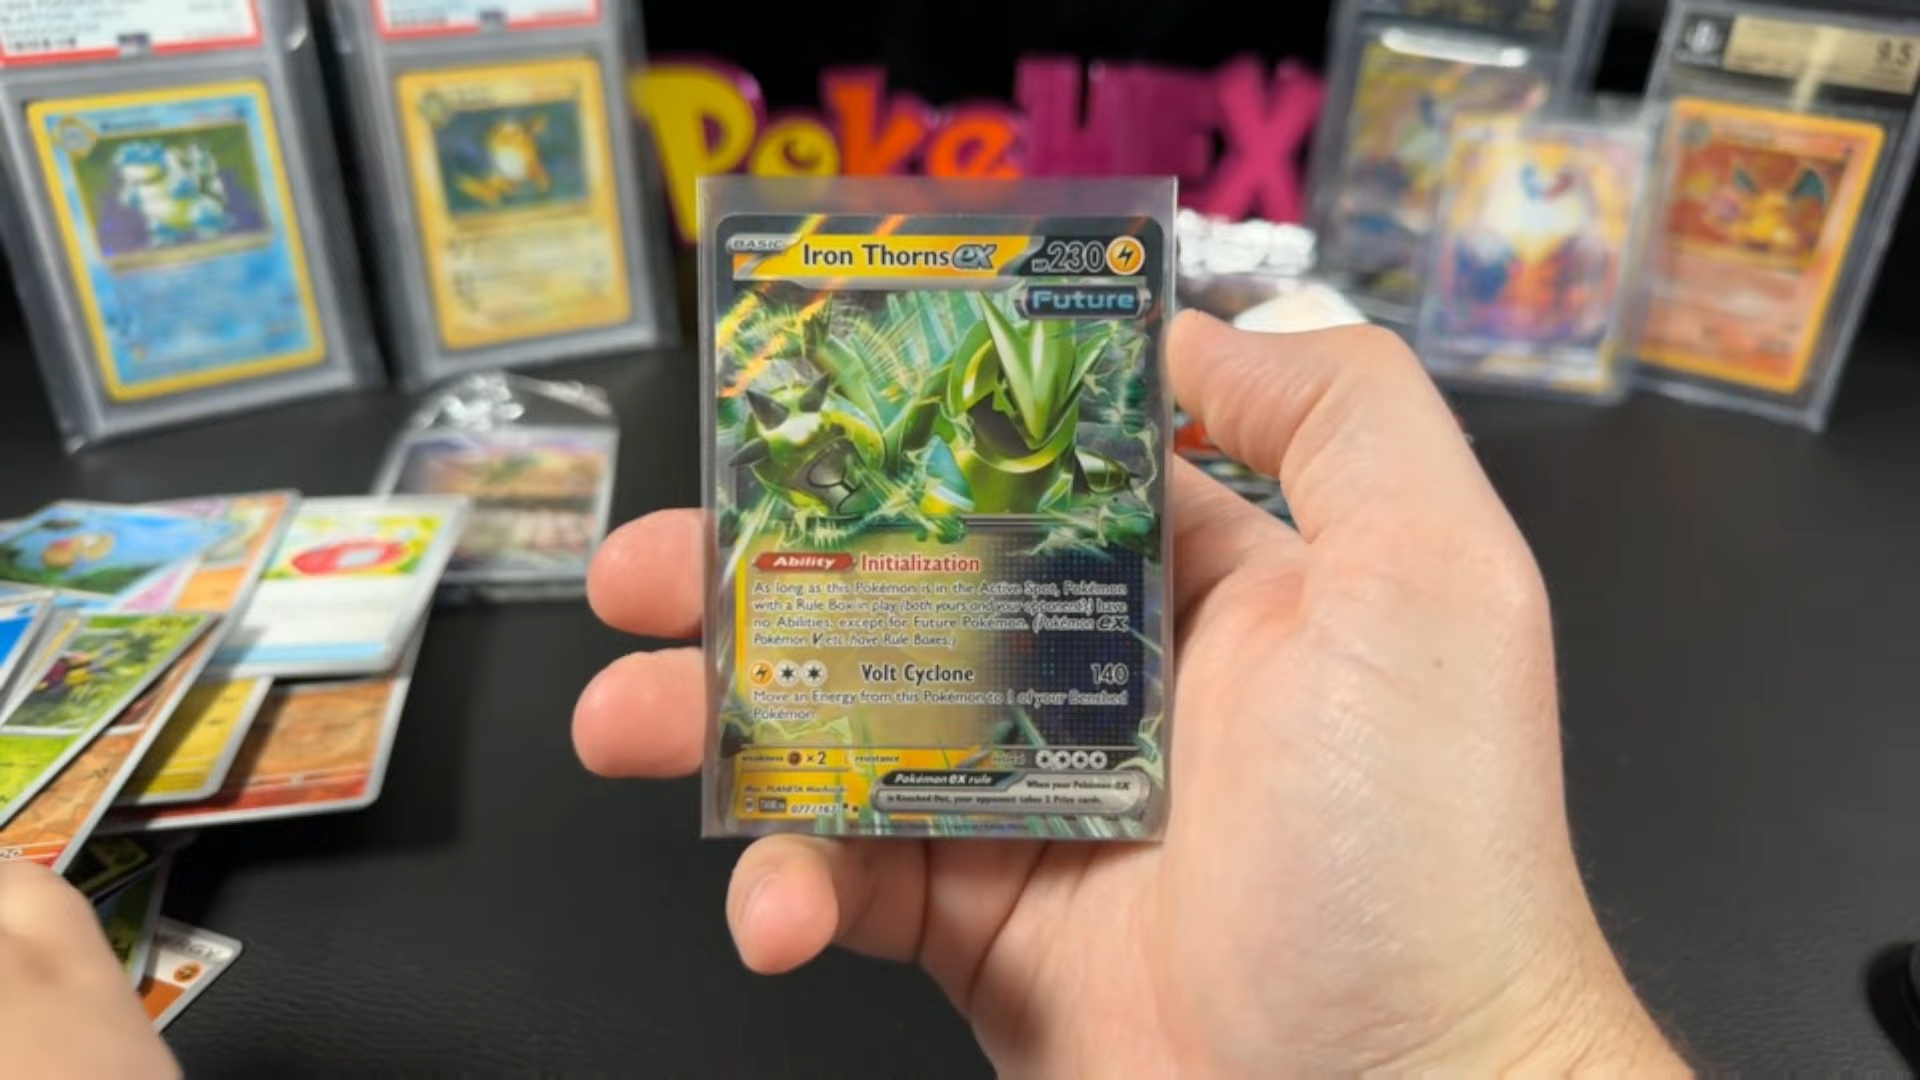 PokeHEX
9.5
BASIC
Iron Thorns ex
HP 230
Future
Ability Initialization
As long as this Pokémon is in the Active Spot, Pokémon
with a Rule Box in play (both yours and your opponent's) have
no Abilities, except for Future Pokémon. (Pokémon ex,
Pokémon V, etc. have Rule Boxes.)
Volt Cyclone 140
Move an Energy from this Pokémon to 1 of your Benched
Pokémon.
weakness ×2 resistance
Pokémon ex rule When your Pokémon ex
is Knocked Out, your opponent takes 2 Prize cards.
Illus. PLANETA Mochizuki
077/167